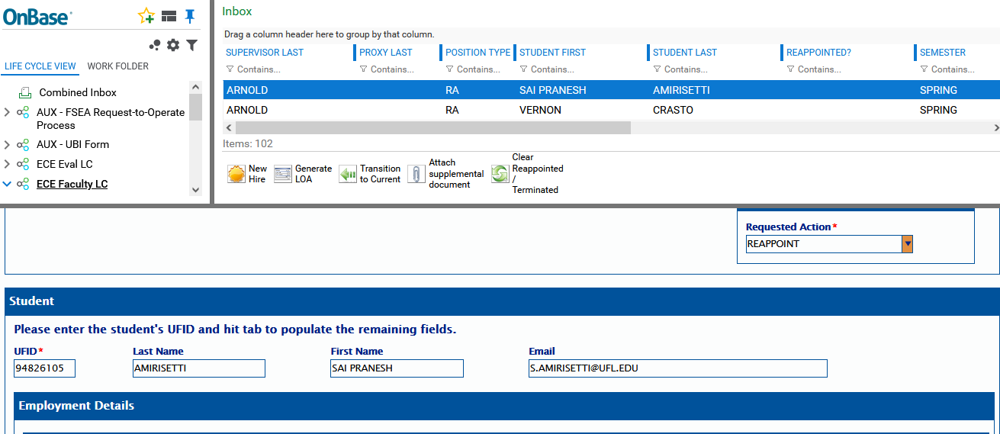 OnBase
LIFE CYCLE VIEW WORK FOLDER
Combined Inbox
AUX - FSEA Request-to-Operate
Process
AUX - UBI Form
ECE Eval LC
ECE Faculty LC
Inbox
Drag a column header here to group by that column.
SUPERVISOR LAST PROXY LAST POSITION TYPE STUDENT FIRST STUDENT LAST REAPPOINTED? SEMESTER
Contains... Contains... Contains... Contains... Contains... Contains... Contains...
ARNOLD RA SAI PRANESH AMIRISETTI SPRING
ARNOLD RA VERNON CRASTO SPRING
Items: 102
New
Hire
Generate
LOA
Transition
to Current
Attach
supplemental
document
Clear
Reappointed
/
Terminated
Requested Action*
REAPPOINT
Student
Please enter the student's UFID and hit tab to populate the remaining fields.
UFID* Last Name First Name Email
94826105 AMIRISETTI SAI PRANESH S.AMIRISETTI@UFL.EDU
Employment Details